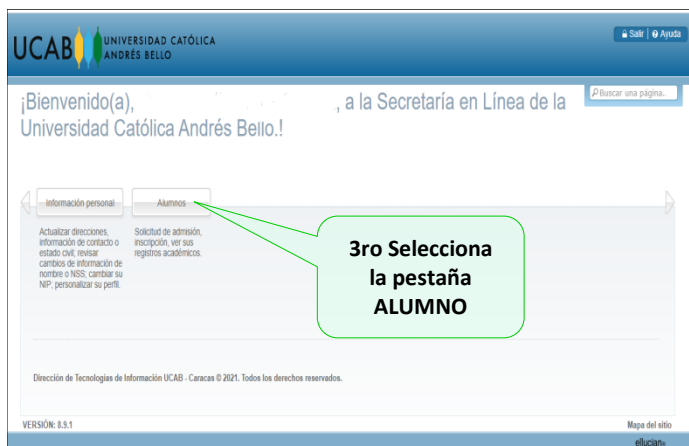 UCAB UNIVERSIDAD CATÓLICA
ANDRÉS BELLO
Salir | Ayuda
¡Bienvenido(a), , a la Secretaría en Línea de la
Universidad Católica Andrés Bello.!
Buscar una página..
Información personal
Alumnos
Actualizar direcciones,
información de contacto o
estado civil; revisar
cambios de información de
nombre o NSS; cambiar su
NIP; personalizar su perfil.
Solicitud de admisión,
inscripción, ver sus
registros académicos.
3ro Selecciona
la pestaña
ALUMNO
Dirección de Tecnologías de Información UCAB - Caracas © 2021. Todos los derechos reservados.
VERSIÓN: 8.9.1
Mapa del sitio
ellucian